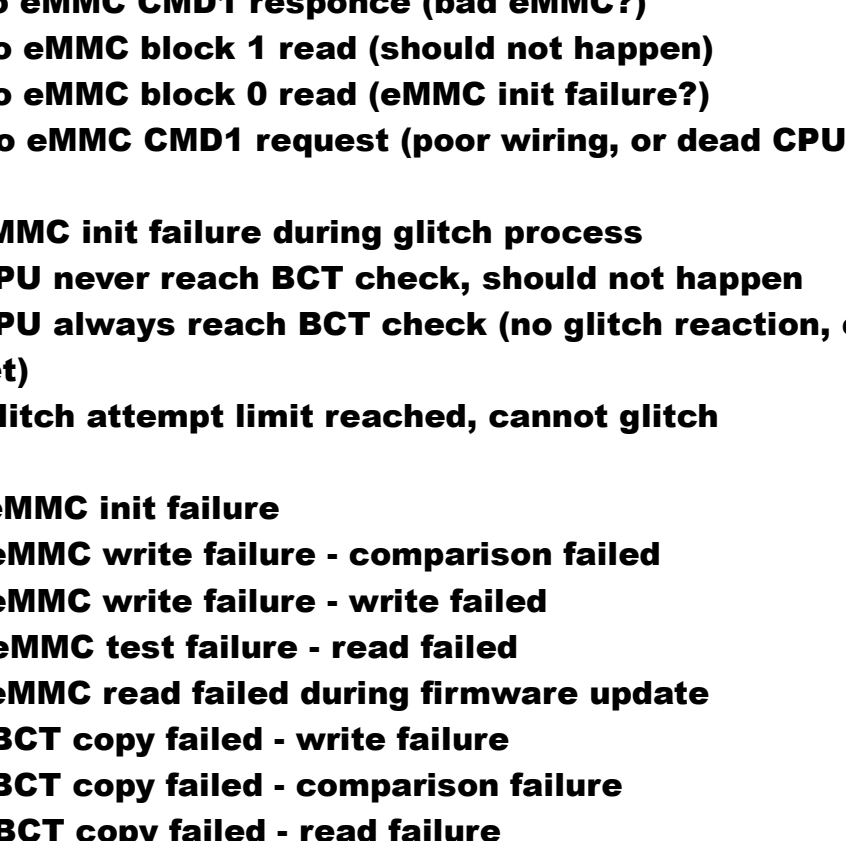 o eMMC CMD1 responce (bad eMMC?)
o eMMC block 1 read (should not happen)
o eMMC block 0 read (eMMC init failure?)
o eMMC CMD1 request (poor wiring, or dead CPU
MMC init failure during glitch process
PU never reach BCT check, should not happen
PU always reach BCT check (no glitch reaction,
et)
litch attempt limit reached, cannot glitch
eMMC init failure
eMMC write failure - comparison failed
eMMC write failure - write failed
eMMC test failure - read failed
eMMC read failed during firmware update
BCT copy failed - write failure
BCT copy failed - comparison failure
BCT copy failed - read failure